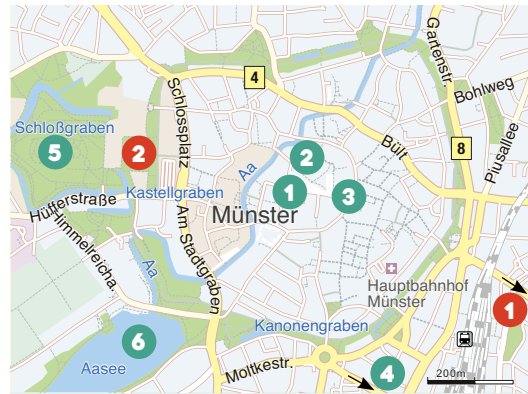 Gartenstr.
4
Schlossplatz
Bohlweg
Schloßgraben
2
5
Bült
8
Piusallee
Aa
2
1
3
Kastellgraben
Hüfferstraße
Münster
Himmelreicha.
Am Stadtgraben
Aa
Hauptbahnhof
Münster
1
Kanonengraben
6
Aasee
Moltkestr.
4
200m